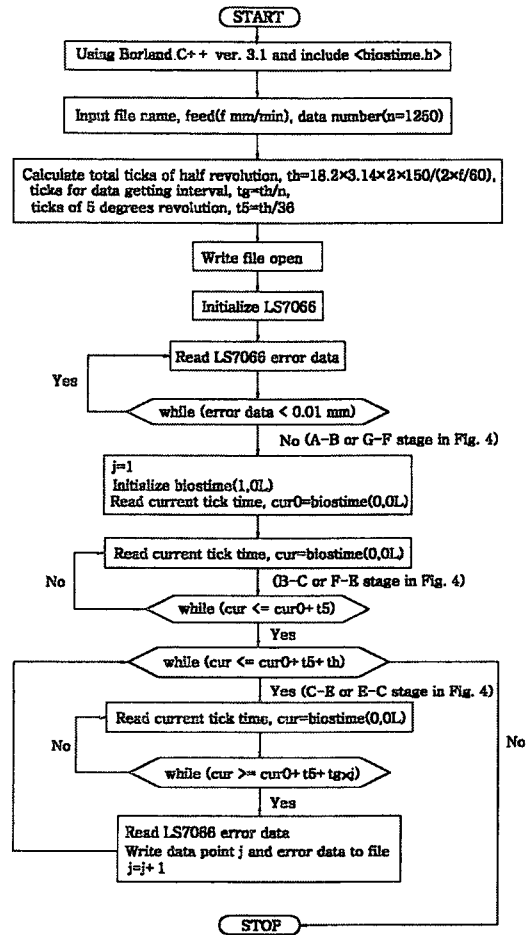 START
Using Borland C++ ver. 3.1 and include <biostime.h>
Input file name, feed(f mm/min), data number(n=1250)
Calculate total ticks of half revolution, th=18.2×3.14×2×150/(2×f/60),
ticks for data getting interval, tg=th/n,
ticks of 5 degrees revolution, t5=th/36
Write file open
Initialize LS7066
Read LS7066 error data
Yes
while (error data < 0.01 mm)
No (A-B or G-F stage in Fig. 4)
j=1
Initialize biostime(1,0L)
Read current tick time, cur0=biostime(0,0L)
Read current tick time, cur=biostime(0,0L)
No
(B-C or F-E stage in Fig. 4)
while (cur <= cur0+ t5)
Yes
while (cur <= cur0+ t5+ th)
Yes (C-E or E-C stage in Fig. 4)
Read current tick time, cur=biostime(0,0L)
No
No
while (cur >= cur0+ t5+ tg×j)
Yes
Read LS7066 error data
Write data point j and error data to file
j=j+ 1
STOP